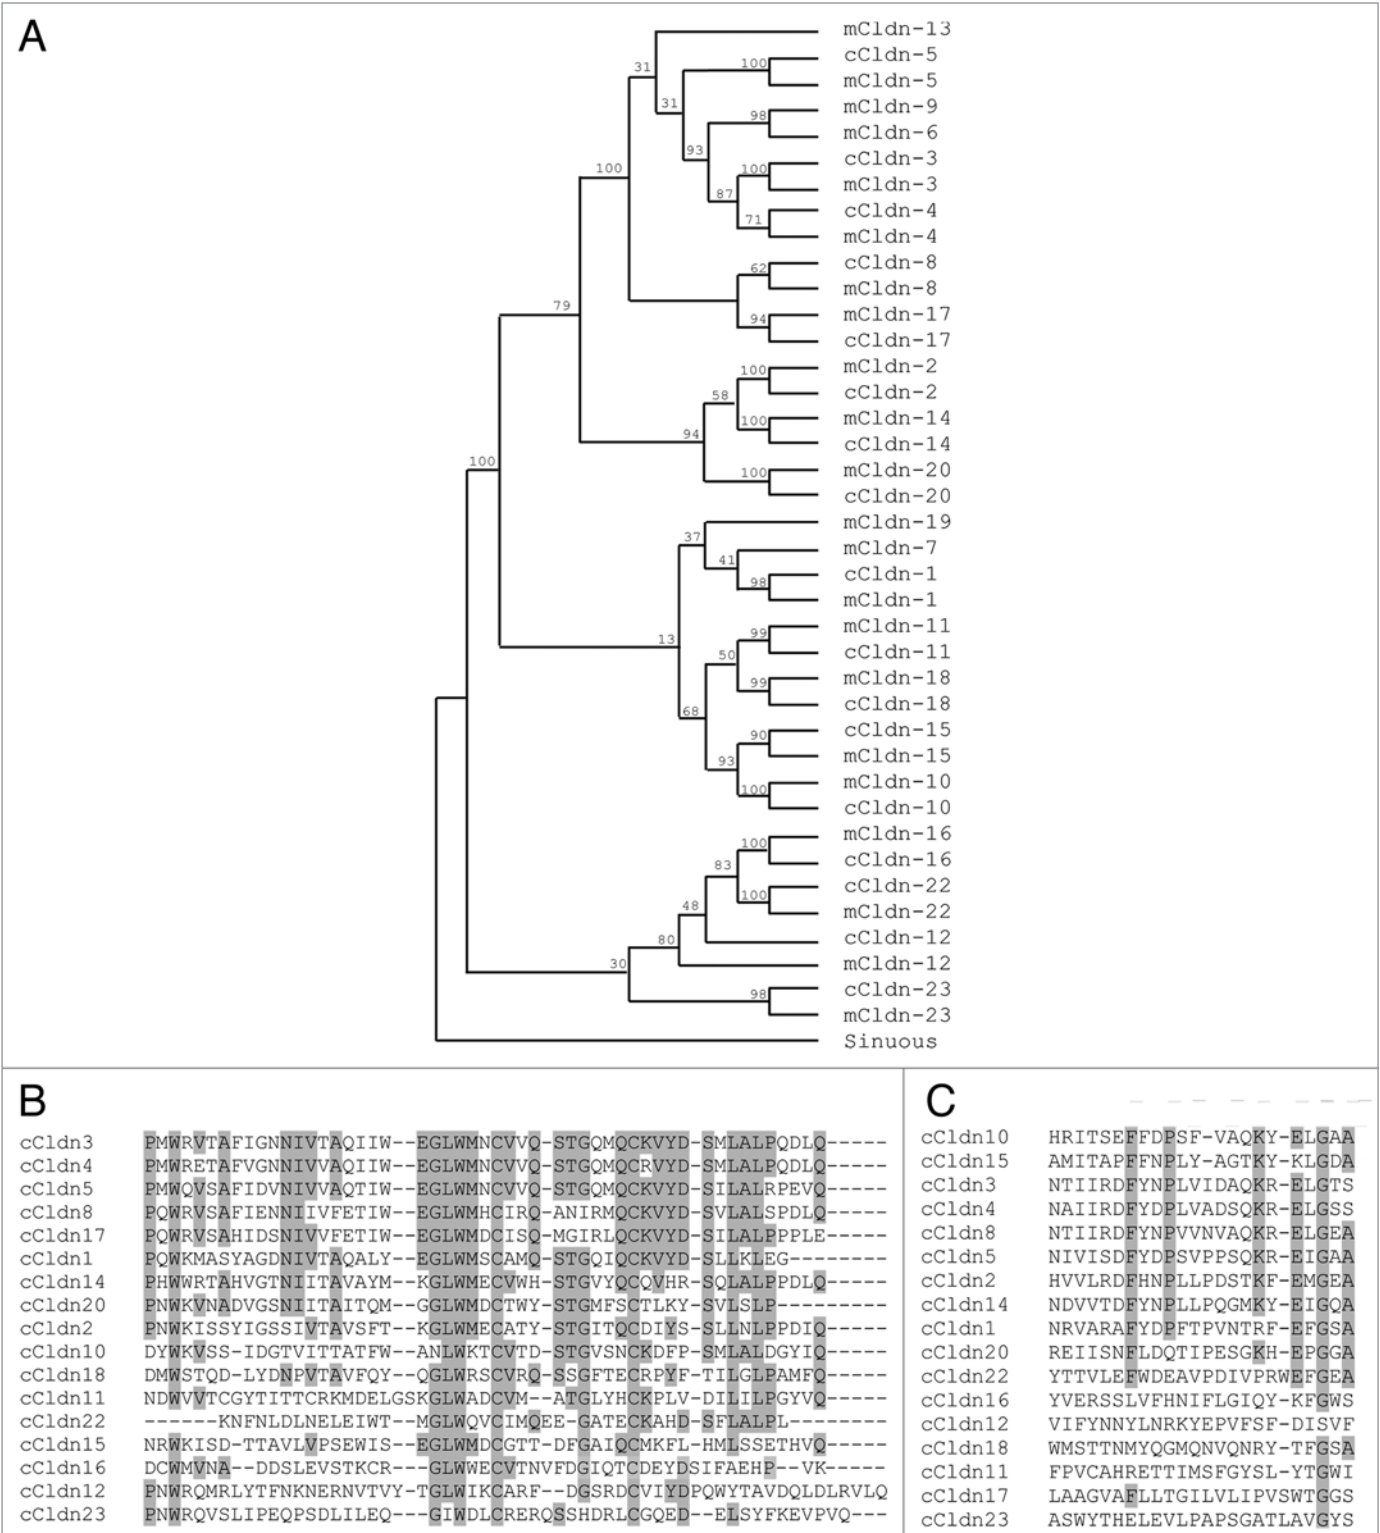 A
mCldn-13
cCldn-5
mCldn-5
mCldn-9
mCldn-6
cCldn-3
mCldn-3
cCldn-4
mCldn-4
cCldn-8
mCldn-8
mCldn-17
cCldn-17
mCldn-2
cCldn-2
mCldn-14
cCldn-14
mCldn-20
cCldn-20
mCldn-19
mCldn-7
cCldn-1
mCldn-1
mCldn-11
cCldn-11
mCldn-18
cCldn-18
cCldn-15
mCldn-15
mCldn-10
cCldn-10
mCldn-16
cCldn-16
cCldn-22
mCldn-22
cCldn-12
mCldn-12
cCldn-23
mCldn-23
Sinuous
31
100
31
98
93
100
87
71
100
62
94
79
100
58
100
94
100
100
37
41
98
13
99
50
99
68
90
93
100
100
83
100
48
80
30
98
B
cCldn3 PMWRVTAFIGNNIVTAQIIW--EGLWMNCVVQ-STGQMQCKVYD-SMLALPQDLQ-----
cCldn4 PMWRETAFVGNNIVVAQIIW--EGLWMNCVVQ-STGQMQCRVYD-SMLALPQDLQ-----
cCldn5 PMWQVSAFIDVNIVVAQTIW--EGLWMNCVVQ-STGQMQCKVYD-SILALRPEVQ-----
cCldn8 PQWRVSAFIENNIIVFETIW--EGLWMHCIRQ-ANIRMQCKVYD-SVLALSPDLQ-----
cCldn17 PQWRVSAHIDSNIVVFETIW--EGLWMDCISQ-MGIRLQCKVYD-SILALPPPLE-----
cCldn1 PQWKMASYAGDNIVTAQALY--EGLWMSCAMQ-STGQIQCKVYD-SLLKLEG--------
cCldn14 PHWWRTAHVGTNIITAVAYM--KGLWMECVWH-STGVYQCQVHR-SQLALPPDLQ-----
cCldn20 PNWKVNADVGSNIITAITQM--GGLWMDCTWY-STGMFSCTLKY-SVLSLP---------
cCldn2 PNWKISSYIGSSIVTAVSFT--KGLWMECATY-STGITQCDIYS-SLLNLPPDIQ-----
cCldn10 DYWKVSS-IDGTVITTATFW--ANLWKTCVTD-STGVSNCKDFP-SMLALDGYIQ-----
cCldn18 DMWSTQD-LYDNPVTAVFQY--QGLWRSCVRQ-SSGFTECRPYF-TILGLPAMFQ-----
cCldn11 NDWVVTCGYTITTCRKMDELGSKGLWADCVM--ATGLYHCKPLV-DILILPGYVQ-----
cCldn22 ------KNFNLDLNELEIWT--MGLWQVCIMQEE-GATECKAHD-SFLALPL--------
cCldn15 NRWKISD-TTAVLVPSEWIS--EGLWMDCGTT-DFGAIQCMKFL-HMLSSETHVQ-----
cCldn16 DCWMVNA--DDSLEVSTKCR---GLWWECVTNVFDGIQTCDEYDSIFAEHP--VK-----
cCldn12 PNWRQMRLYTFNKNERNVTVY-TGLWIKCARF--DGSRDCVIYDPQWYTAVDQLDLRVLQ
cCldn23 PNWRQVSLIPEQPSDLILEQ---GIWDLCRERQSSHDRLCGQED--ELSYFKEVPVQ---
C
cCldn10 HRITSEFFDPSF-VAQKY-ELGAA
cCldn15 AMITAPFFNPLY-AGTKY-KLGDA
cCldn3 NTIIRDFYNPLVIDAQKR-ELGTS
cCldn4 NAIIRDFYDPLVADSQKR-ELGSS
cCldn8 NTIIRDFYNPVVNVAQKR-ELGEA
cCldn5 NIVISDFYDPSVPPSQKR-EIGAA
cCldn2 HVVLRDFHNPLLPDSTKF-EMGEA
cCldn14 NDVVTDFYNPLLPQGMKY-EIGQA
cCldn1 NRVARAFYDPFTPVNTRF-EFGSA
cCldn20 REIISNFLDQTIPESGKH-EPGGA
cCldn22 YTTVLEFWDEAVPDIVPRWEFGEA
cCldn16 YVERSSLVFHNIFLGIQY-KFGWS
cCldn12 VIFYNNYLNRKYEPVFSF-DISVF
cCldn18 WMSTTNMYQGMQNVQNRY-TFGSA
cCldn11 FPVCAHRETTIMSFGYSL-YTGWI
cCldn17 LAAGVAFLLTGILVLIPVSWTGGS
cCldn23 ASWYTHELEVLPAPSGATLAVGYS